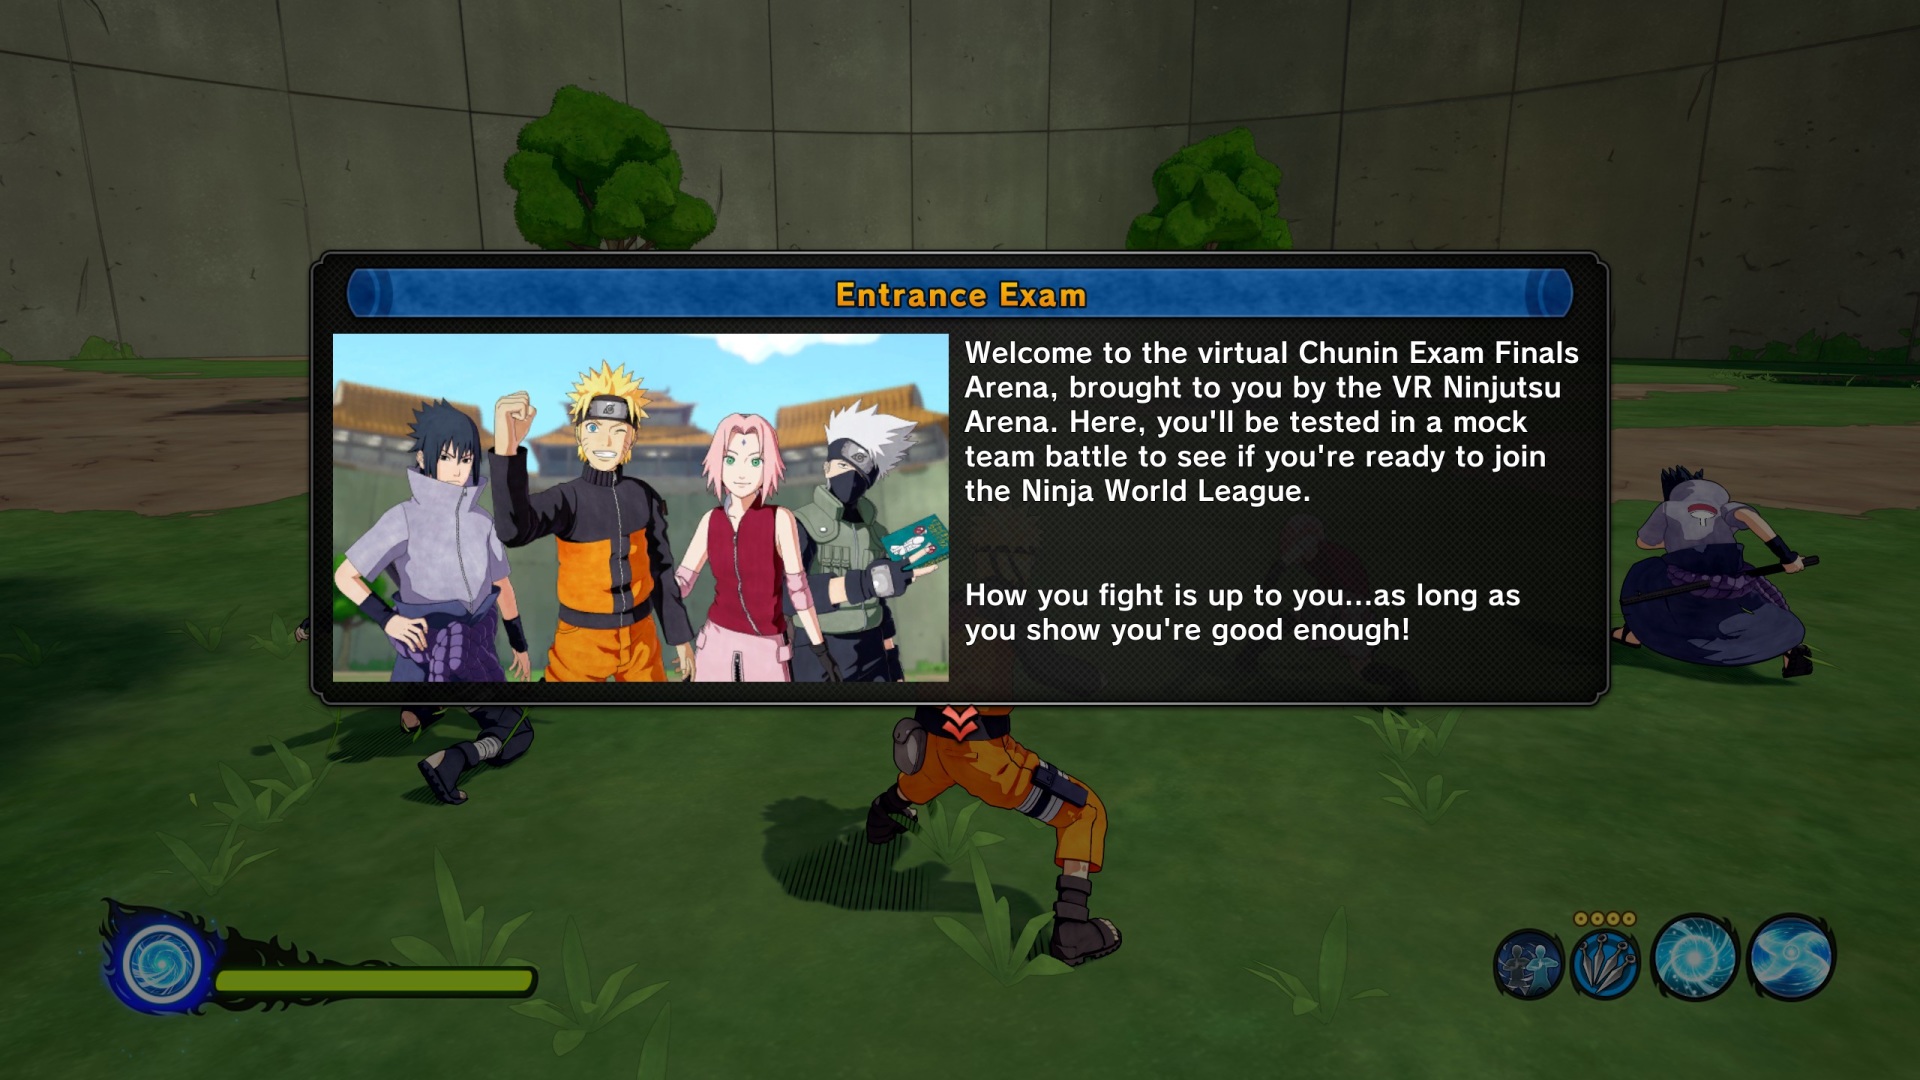 Entrance Exam
Welcome to the virtual Chunin Exam Finals
Arena, brought to you by the VR Ninjutsu
Arena. Here, you'll be tested in a mock
team battle to see if you're ready to join
the Ninja World League.
How you fight is up to you...as long as
you show you're good enough!